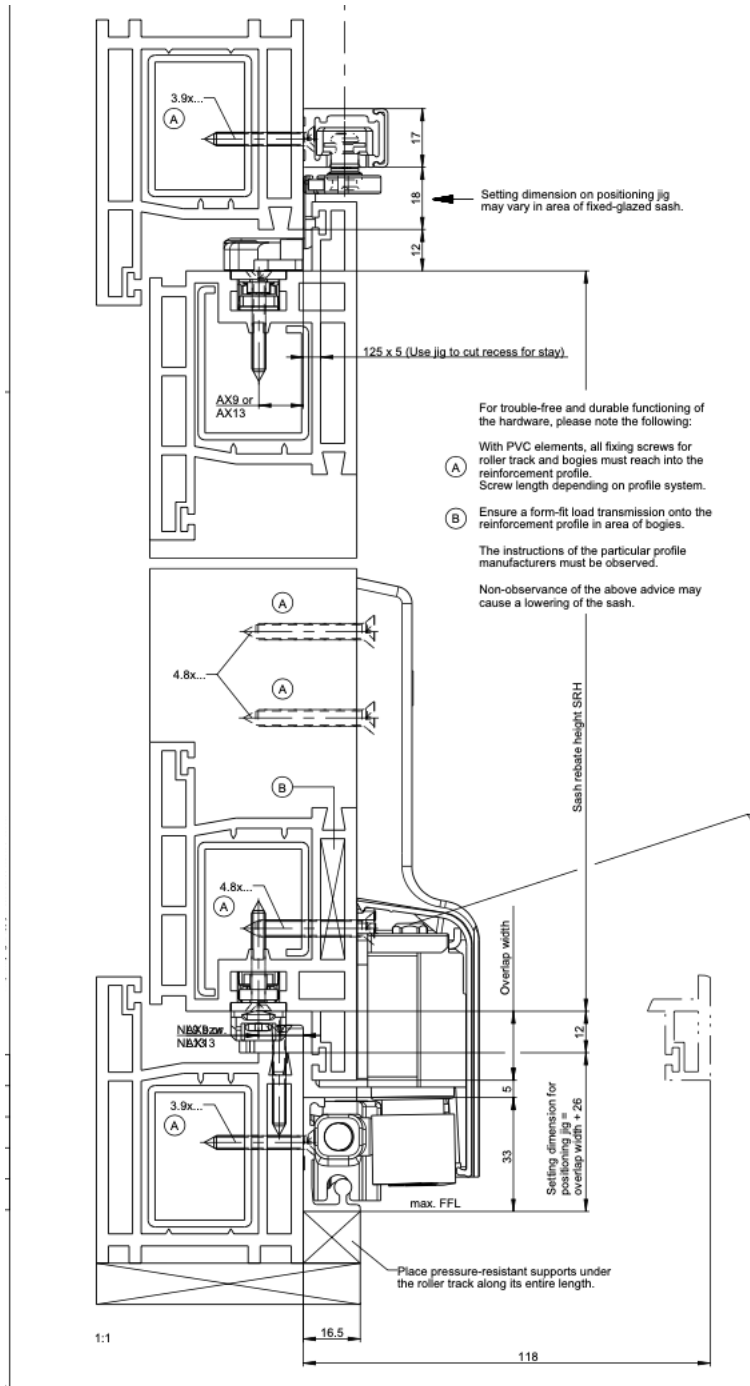 3.9x...
A
17
18
Setting dimension on positioning jig
may vary in area of fixed-glazed sash.
12
125 x 5 (Use jig to cut recess for stay)
AX9 or
AX13
For trouble-free and durable functioning of
the hardware, please note the following:
A
With PVC elements, all fixing screws for
roller track and bogies must reach into the
reinforcement profile.
Screw length depending on profile system.
B
Ensure a form-fit load transmission onto the
reinforcement profile in area of bogies.
The instructions of the particular profile
manufacturers must be observed.
Non-observance of the above advice may
cause a lowering of the sash.
A
4.8x...
A
Sash rebate height SRH
B
4.8x...
A
Overlap width
12
5
3.9x...
A
33
Setting dimension for
positioning jig =
overlap width + 26
max. FFL
Place pressure-resistant supports under
the roller track along its entire length.
1:1
16.5
118